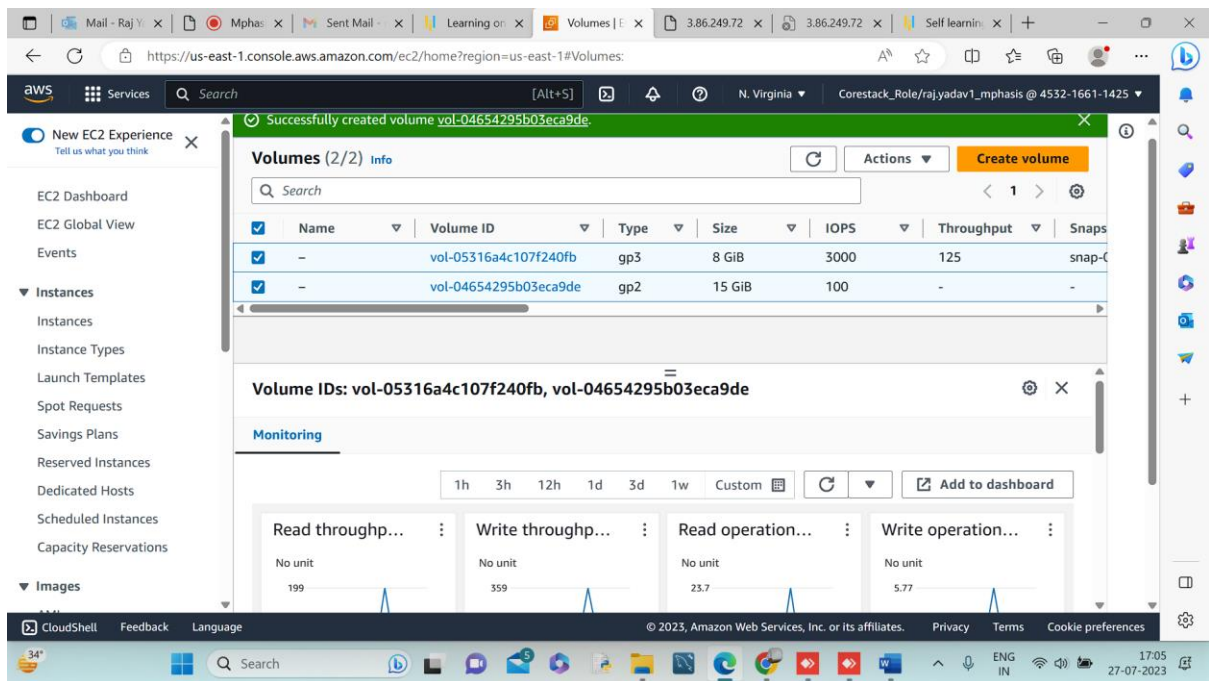 Mail - Raj Y
Mphas
Sent Mail -
Learning on
Volumes | E
3.86.249.72
3.86.249.72
Self learning
https://us-east-1.console.aws.amazon.com/ec2/home?region=us-east-1#Volumes:
aws Services Search [Alt+S] N. Virginia Corestack_Role/raj.yadav1_mphasis @ 4532-1661-1425
New EC2 Experience
Tell us what you think
EC2 Dashboard
EC2 Global View
Events
Instances
Instances
Instance Types
Launch Templates
Spot Requests
Savings Plans
Reserved Instances
Dedicated Hosts
Scheduled Instances
Capacity Reservations
Images
Successfully created volume vol-04654295b03eca9de.
Volumes (2/2) Info Actions Create volume
Search 1
Name Volume ID Type Size IOPS Throughput Snaps
– vol-05316a4c107f240fb gp3 8 GiB 3000 125 snap-0
– vol-04654295b03eca9de gp2 15 GiB 100 - -
Volume IDs: vol-05316a4c107f240fb, vol-04654295b03eca9de
Monitoring
1h 3h 12h 1d 3d 1w Custom Add to dashboard
Read throughp... Write throughp... Read operation... Write operation...
No unit No unit No unit No unit
199 359 23.7 5.77
CloudShell Feedback Language © 2023, Amazon Web Services, Inc. or its affiliates. Privacy Terms Cookie preferences
34° Search 5 ENG 17:05
IN 27-07-2023